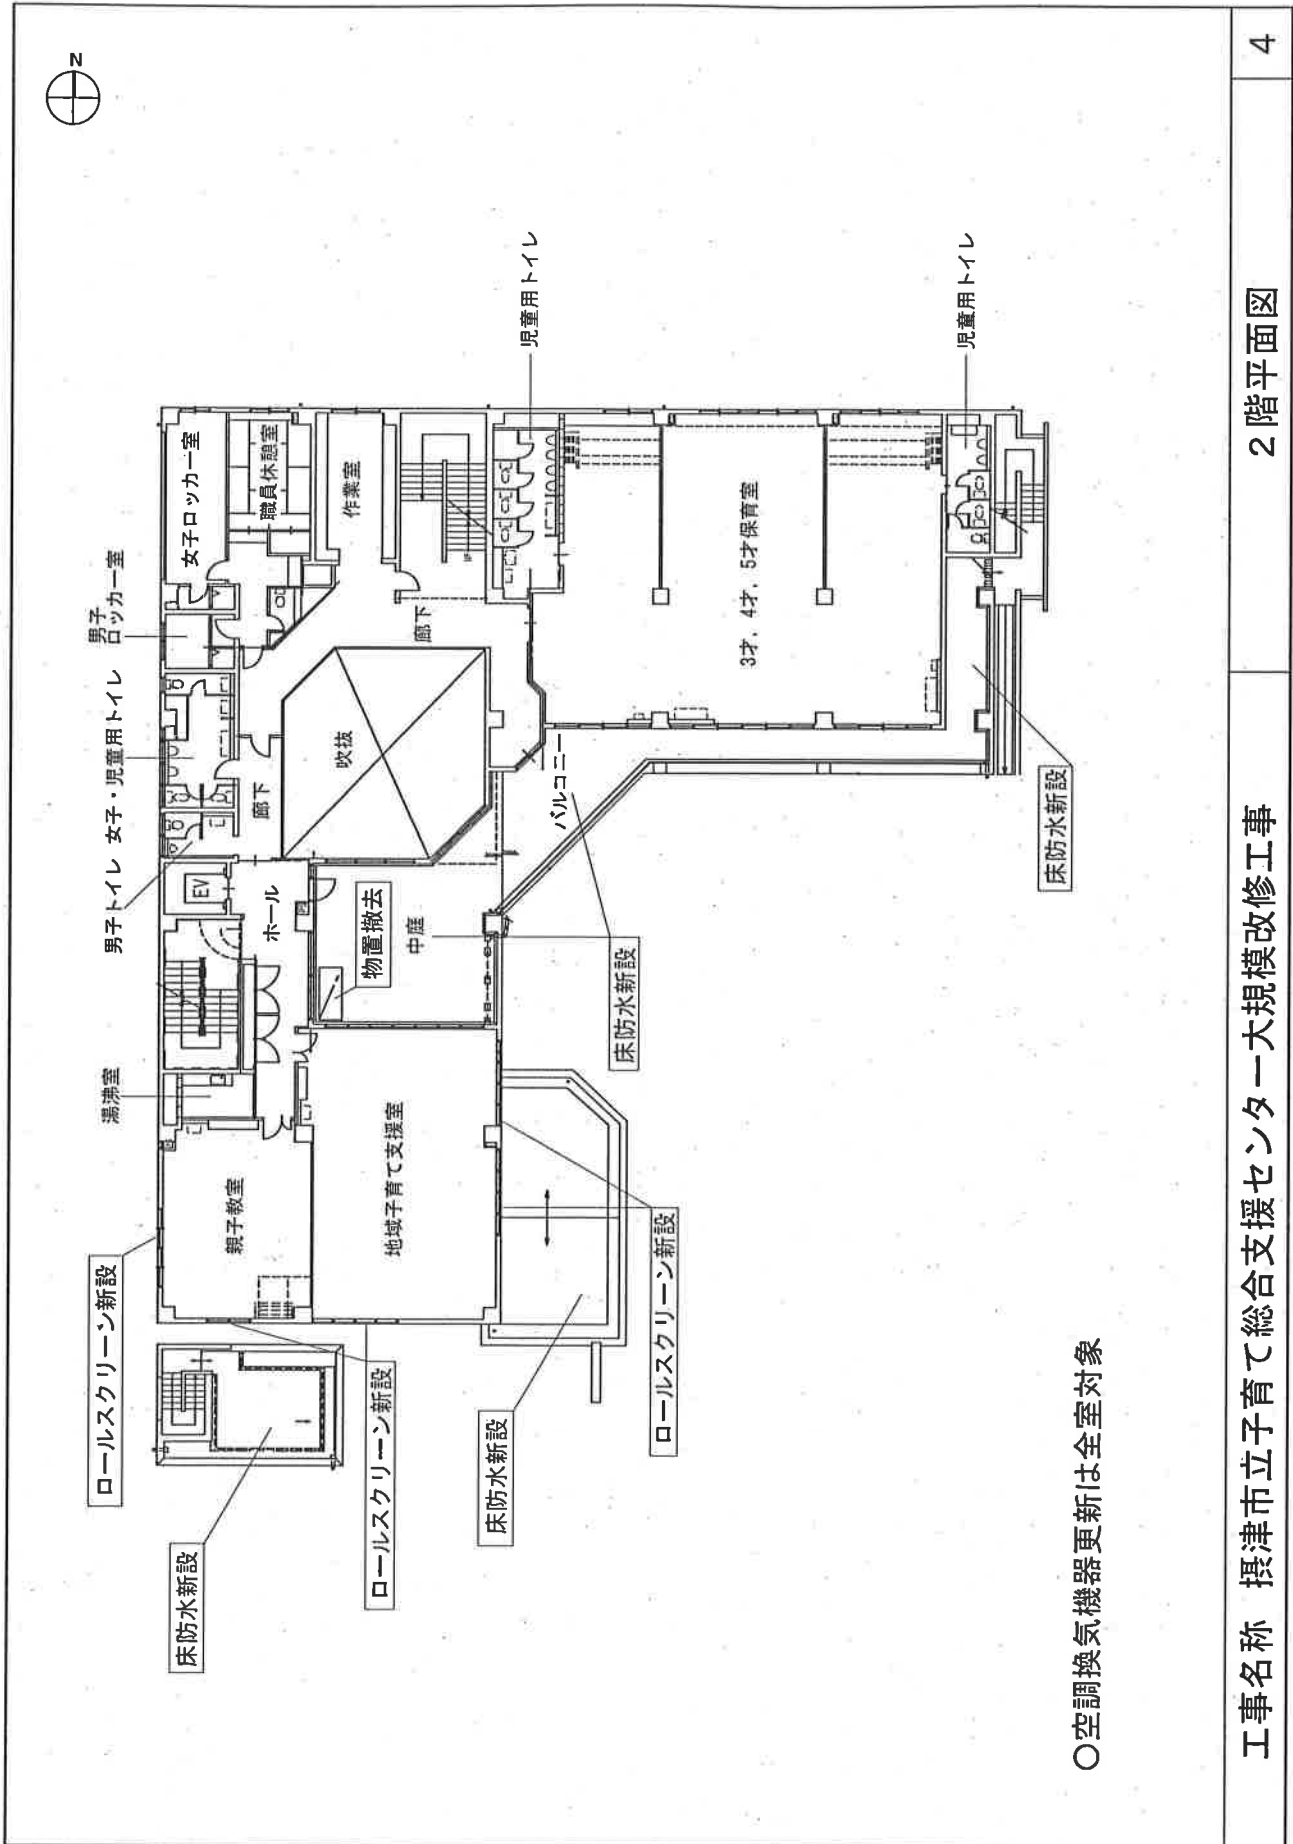 N
ロールスクリーン新設
床防水新設
湯沸室
男子トイレ
女子・児童用トイレ
男子
ロッカー室
女子ロッカー室
職員休憩室
作業室
EV
ホール
廊下
吹抜
廊下
親子教室
地域子育て支援室
物置撤去
中庭
バルコニー
児童用トイレ
3才，4才，5才保育室
児童用トイレ
ロールスクリーン新設
床防水新設
ロールスクリーン新設
床防水新設
床防水新設
〇空調換気機器更新は全室対象
工事名称 摂津市立子育て総合支援センター大規模改修工事
2階平面図
4